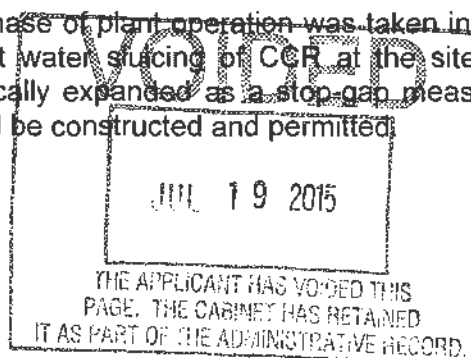 hase of plant operation was taken in
t water sluicing of CCR at the site
cally expanded as a stop-gap meas
l be constructed and permitted.
VOIDED
JUL 19 2015
THE APPLICANT HAS VOIDED THIS
PAGE. THE CABINET HAS RETAINED
IT AS PART OF THE ADMINISTRATIVE RECORD